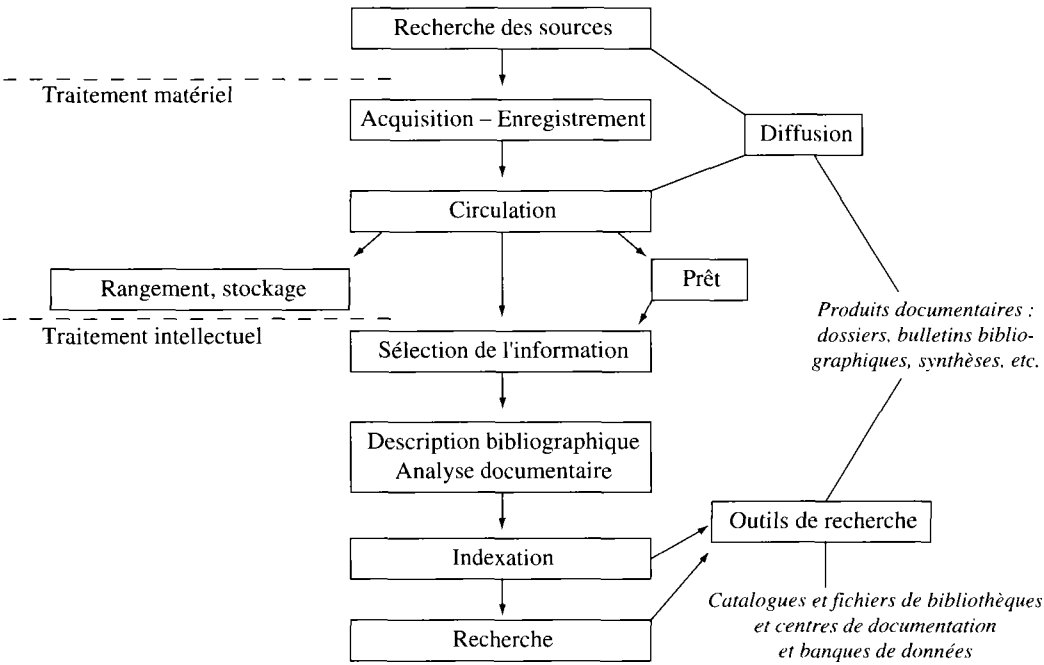 Recherche des sources
Traitement matériel
Acquisition – Enregistrement
Diffusion
Circulation
Rangement, stockage
Prêt
Produits documentaires :
dossiers, bulletins biblio-
graphiques, synthèses, etc.
Traitement intellectuel
Sélection de l'information
Description bibliographique
Analyse documentaire
Outils de recherche
Indexation
Recherche
Catalogues et fichiers de bibliothèques
et centres de documentation
et banques de données